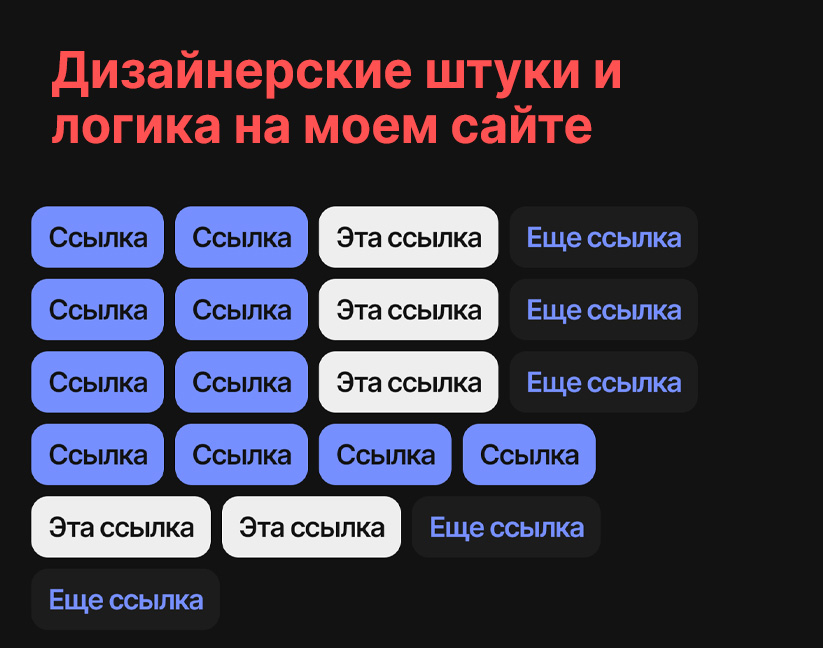 Дизайнерские штуки и
логика на моем сайте
Ссылка Ссылка Эта ссылка Еще ссылка
Ссылка Ссылка Эта ссылка Еще ссылка
Ссылка Ссылка Эта ссылка Еще ссылка
Ссылка Ссылка Ссылка Ссылка
Эта ссылка Эта ссылка Еще ссылка
Еще ссылка